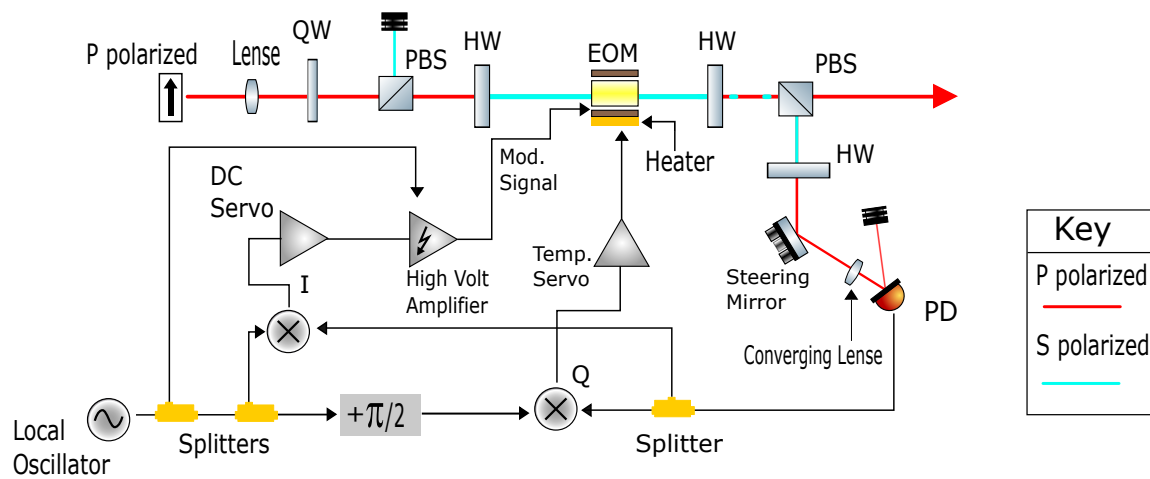 P polarized
Lense
QW
PBS
HW
EOM
HW
PBS
Mod.
Signal
Heater
HW
DC
Servo
High Volt
Amplifier
Temp.
Servo
Steering
Mirror
PD
Converging Lense
I
Q
+π/2
Local
Oscillator
Splitters
Splitter
Key
P polarized
S polarized